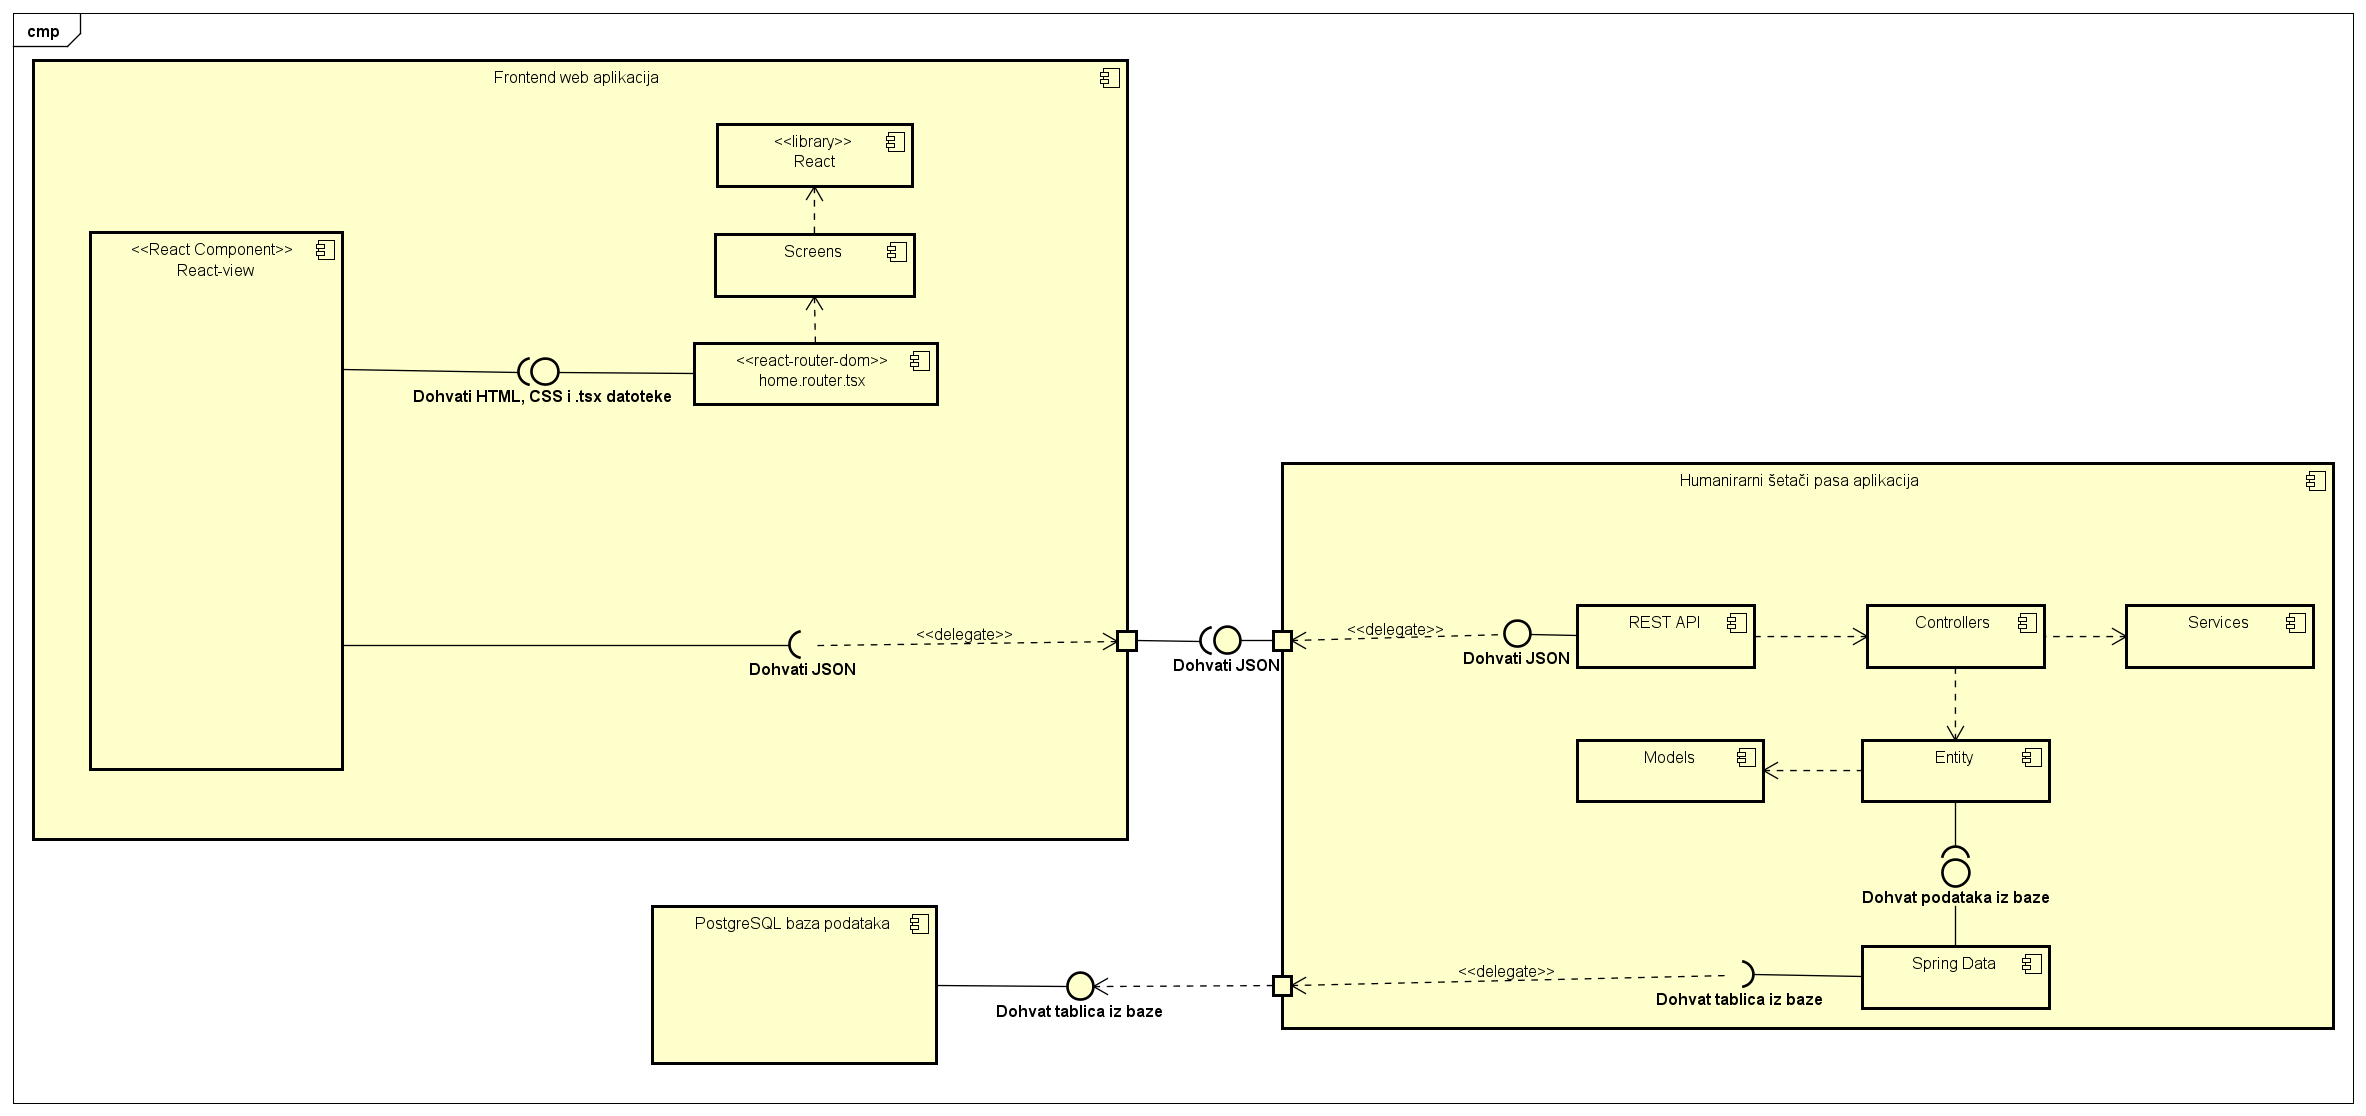 cmp
Frontend web aplikacija
<<library>>
React
<<React Component>>
React-view
Screens
<<react-router-dom>>
home.router.tsx
Dohvati HTML, CSS i .tsx datoteke
<<delegate>>
Dohvati JSON
Dohvati JSON
Humanirarni šetači pasa aplikacija
<<delegate>>
Dohvati JSON
REST API
Controllers
Services
Models
Entity
Dohvat podataka iz baze
PostgreSQL baza podataka
Dohvat tablica iz baze
<<delegate>>
Dohvat tablica iz baze
Spring Data